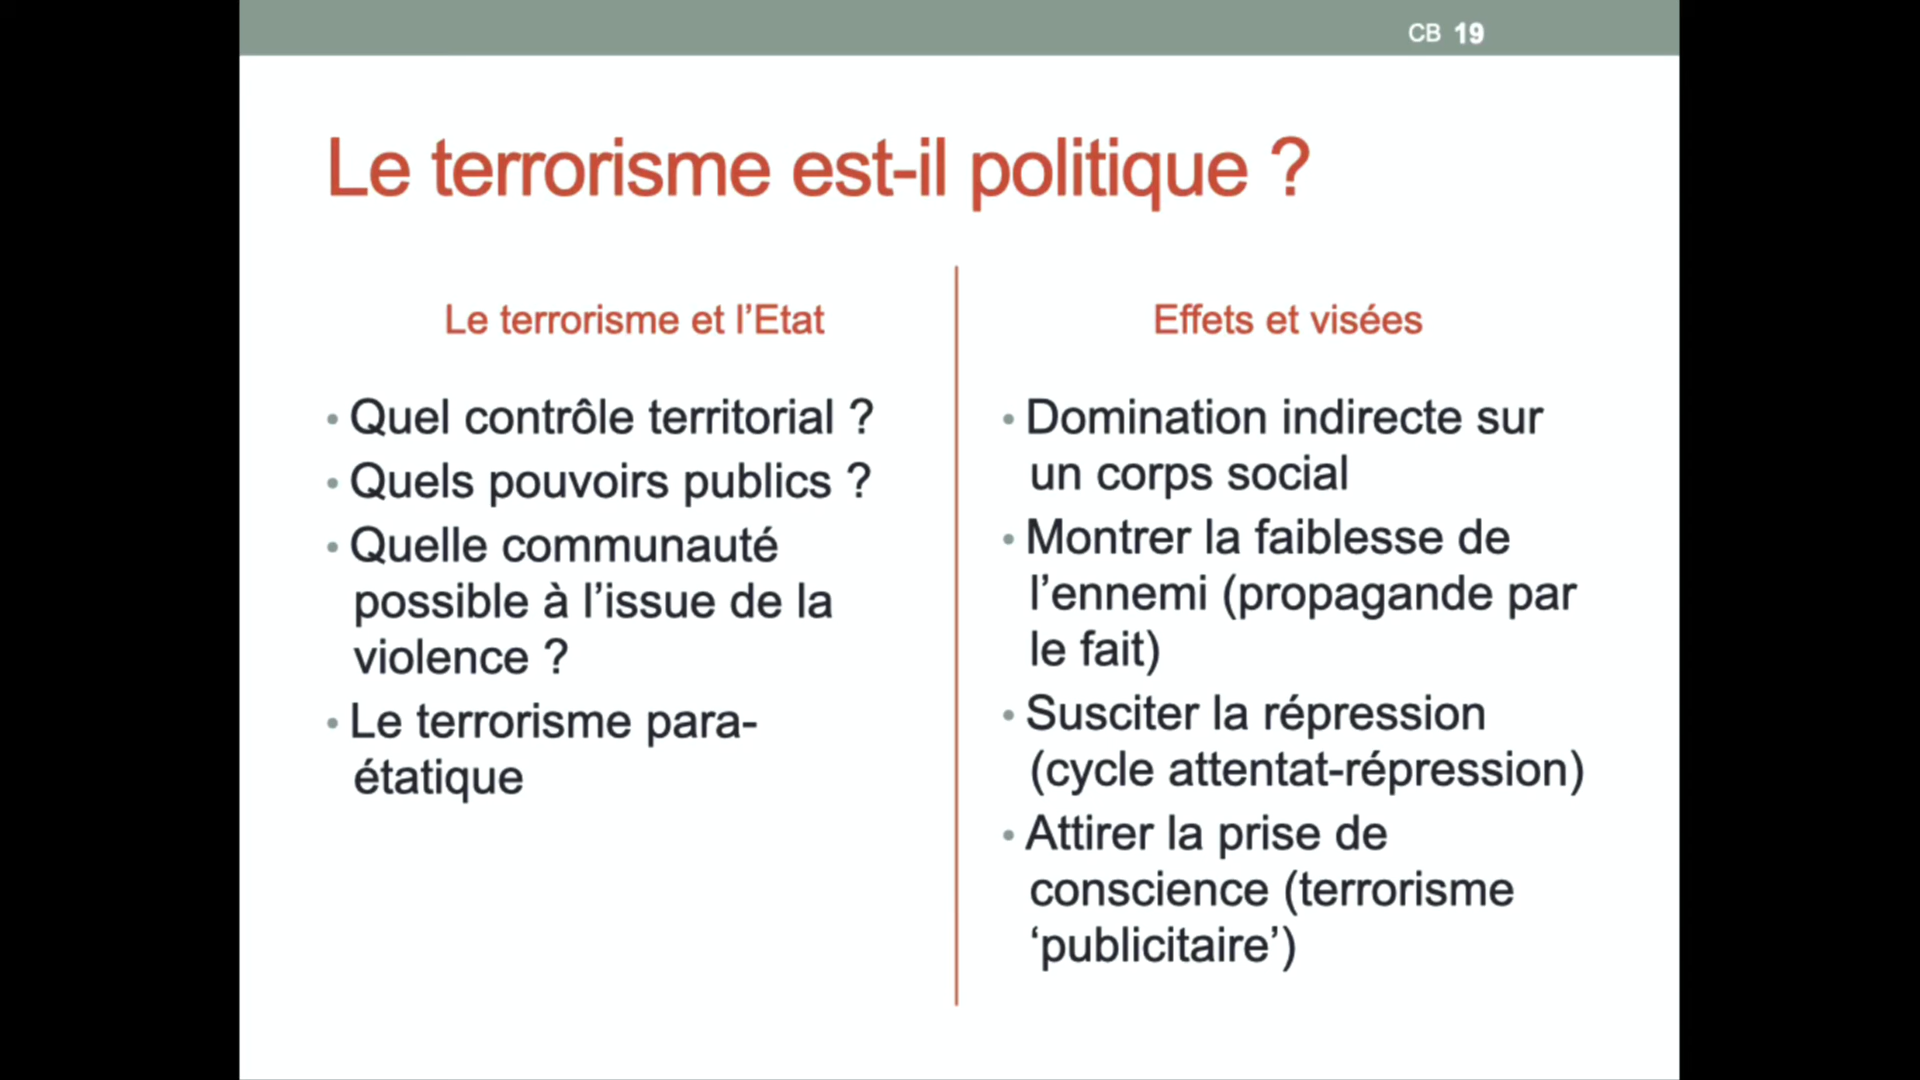 CB 19
Le terrorisme est-il politique ?
Le terrorisme et l’Etat
• Quel contrôle territorial ?
• Quels pouvoirs publics ?
• Quelle communauté
possible à l’issue de la
violence ?
• Le terrorisme para-
étatique
Effets et visées
• Domination indirecte sur
un corps social
• Montrer la faiblesse de
l’ennemi (propagande par
le fait)
• Susciter la répression
(cycle attentat-répression)
• Attirer la prise de
conscience (terrorisme
‘publicitaire’)